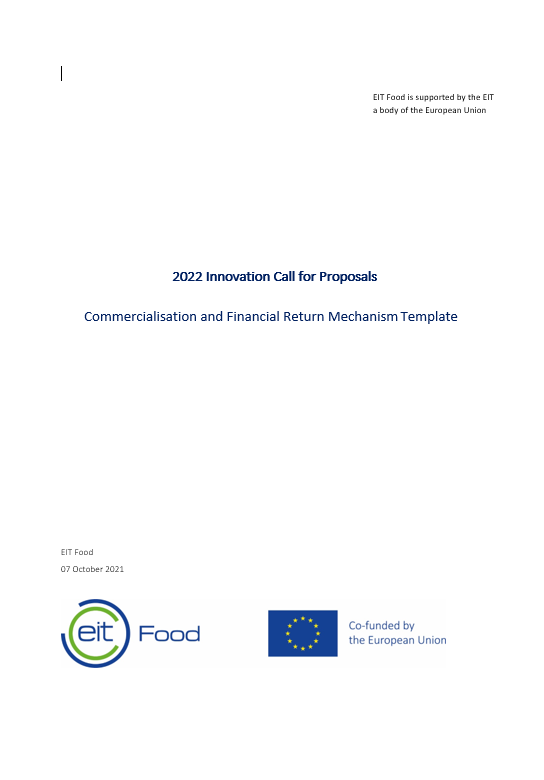 EIT Food is supported by the EIT
a body of the European Union
2022 Innovation Call for Proposals
Commercialisation and Financial Return Mechanism Template
EIT Food
07 October 2021
eit Food
Co-funded by
the European Union